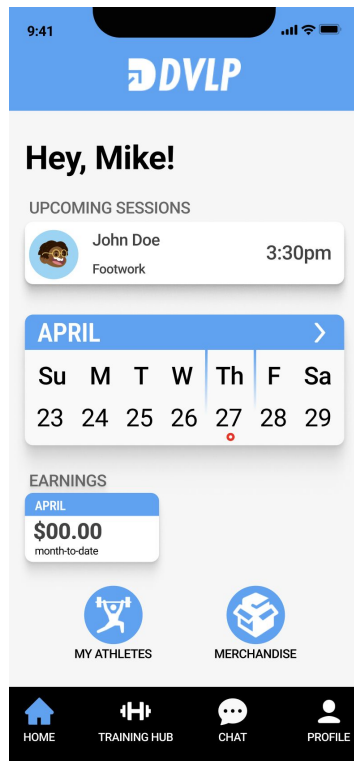 9:41
DVLP
Hey, Mike!
UPCOMING SESSIONS
John Doe
Footwork
3:30pm
APRIL
Su M T W Th F Sa
23 24 25 26 27 28 29
EARNINGS
APRIL
$00.00
month-to-date
MY ATHLETES MERCHANDISE
HOME TRAINING HUB CHAT PROFILE